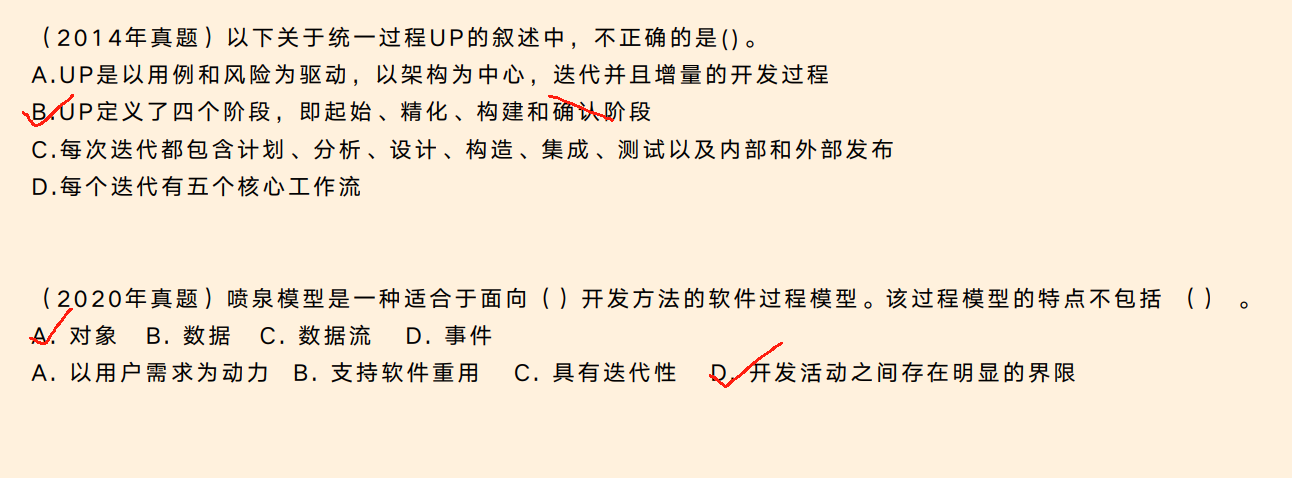 （2014年真题）以下关于统一过程UP的叙述中，不正确的是()。
A.UP是以用例和风险为驱动，以架构为中心，迭代并且增量的开发过程
B.UP定义了四个阶段，即起始、精化、构建和确认阶段
C.每次迭代都包含计划、分析、设计、构造、集成、测试以及内部和外部发布
D.每个迭代有五个核心工作流
（2020年真题）喷泉模型是一种适合于面向（ ）开发方法的软件过程模型。该过程模型的特点不包括 （ ） 。
A. 对象 B. 数据 C. 数据流 D. 事件
A. 以用户需求为动力 B. 支持软件重用 C. 具有迭代性 D. 开发活动之间存在明显的界限